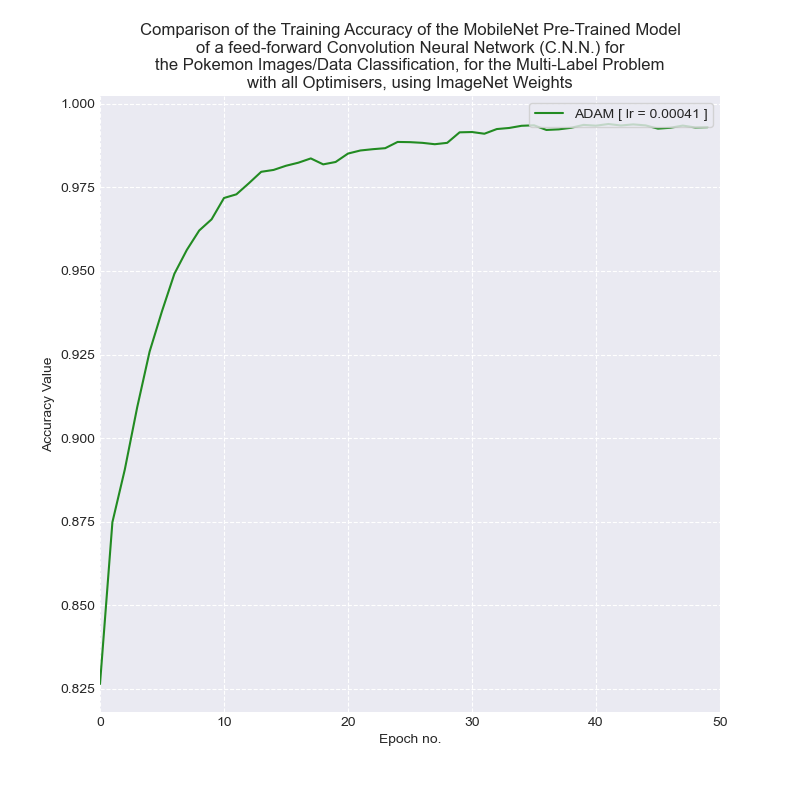 Comparison of the Training Accuracy of the MobileNet Pre-Trained Model
of a feed-forward Convolution Neural Network (C.N.N.) for
the Pokemon Images/Data Classification, for the Multi-Label Problem
with all Optimisers, using ImageNet Weights
ADAM [ lr = 0.00041 ]
1.000
0.975
0.950
0.925
0.900
0.875
0.850
0.825
Accuracy Value
0 10 20 30 40 50
Epoch no.